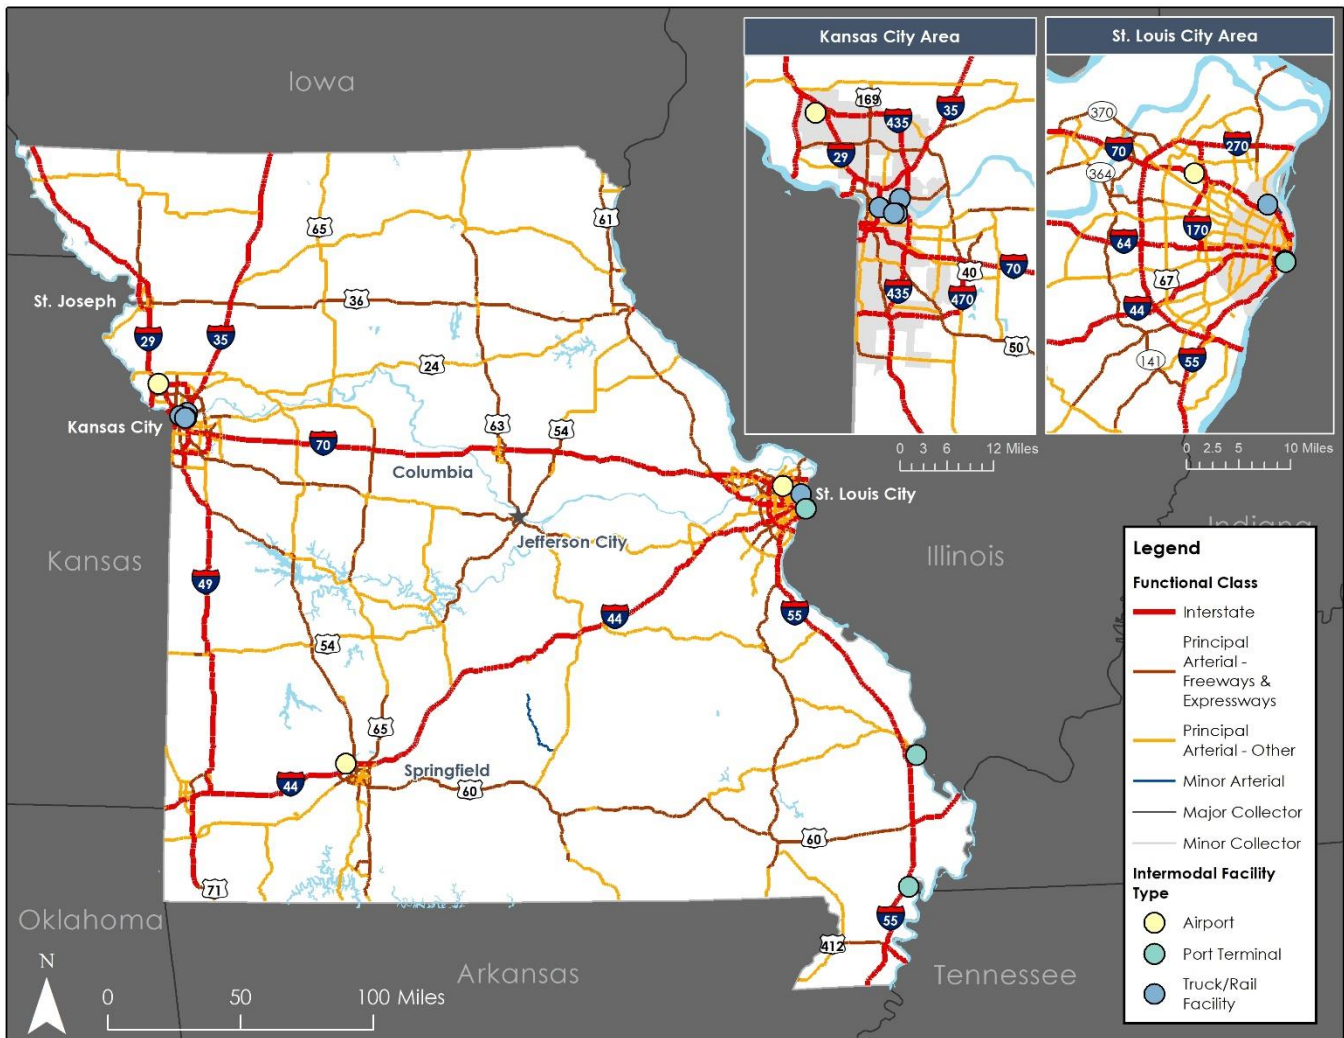 Kansas City Area
St. Louis City Area
Iowa
169
435
35
29
40
70
435
470
50
370
70
270
364
170
64
67
44
141
55
0 3 6 12 Miles
0 2.5 5 10 Miles
65
61
St. Joseph
36
29
35
24
Kansas City
63
54
70
Columbia
St. Louis City
Jefferson City
Kansas
Illinois
Indiana
49
44
55
54
65
Springfield
44
60
60
71
Oklahoma
55
412
Arkansas
Tennessee
N
0 50 100 Miles
Legend
Functional Class
Interstate
Principal
Arterial -
Freeways &
Expressways
Principal
Arterial - Other
Minor Arterial
Major Collector
Minor Collector
Intermodal Facility
Type
Airport
Port Terminal
Truck/Rail
Facility